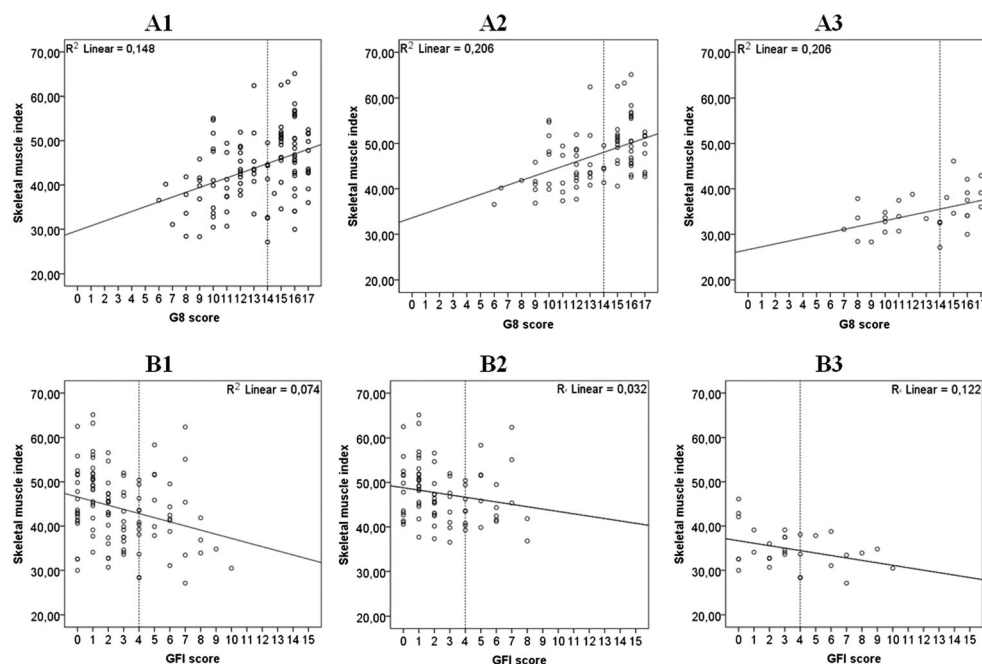 A1 A2 A3
R² Linear = 0,148
R² Linear = 0,206
R² Linear = 0,206
Skeletal muscle index
70,00
60,00
50,00
40,00
30,00
20,00
0 1 2 3 4 5 6 7 8 9 10 11 12 13 14 15 16 17
G8 score
Skeletal muscle index
70,00
60,00
50,00
40,00
30,00
20,00
0 1 2 3 4 5 6 7 8 9 10 11 12 13 14 15 16 17
G8 score
Skeletal muscle index
70,00
60,00
50,00
40,00
30,00
20,00
0 1 2 3 4 5 6 7 8 9 10 11 12 13 14 15 16 17
G8 score
B1 B2 B3
R² Linear = 0,074
R, Linear = 0,032
R, Linear = 0,122
Skeletal muscle index
70,00
60,00
50,00
40,00
30,00
20,00
0 1 2 3 4 5 6 7 8 9 10 11 12 13 14 15
GFI score
Skeletal muscle index
70,00
60,00
50,00
40,00
30,00
20,00
0 1 2 3 4 5 6 7 8 9 10 11 12 13 14 15
GFI score
Skeletal muscle index
70,00
60,00
50,00
40,00
30,00
20,00
0 1 2 3 4 5 6 7 8 9 10 11 12 13 14 15
GFI score